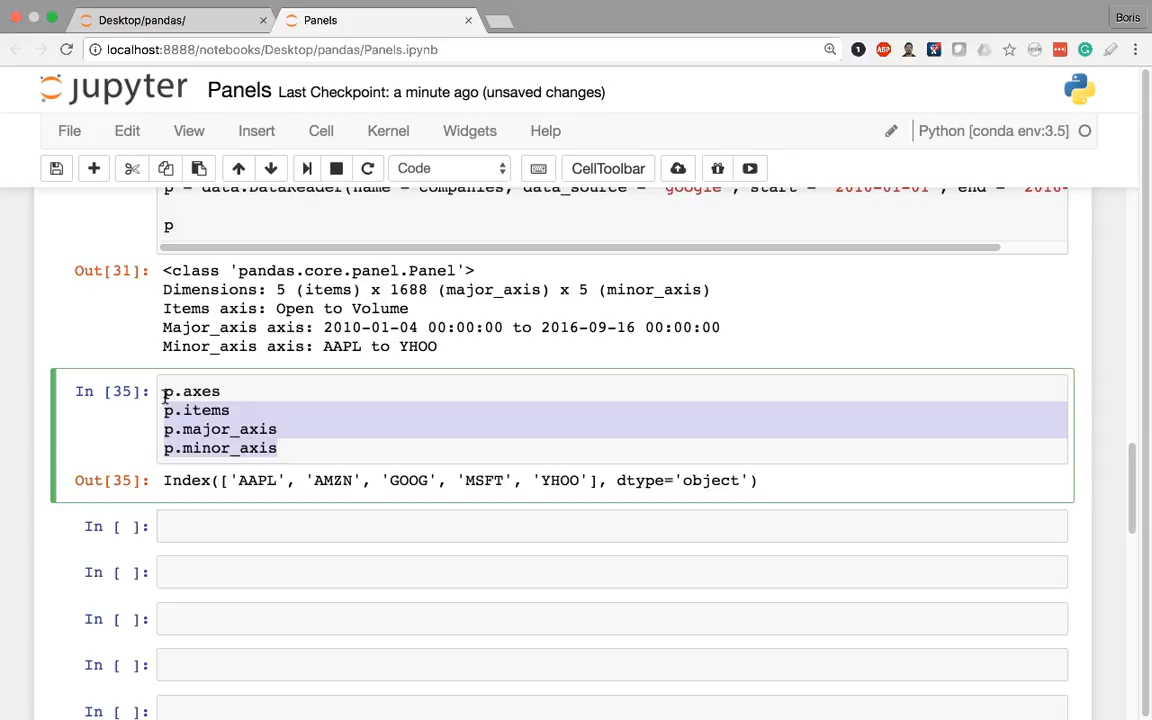 Desktop/pandas/
Panels
Boris
localhost:8888/notebooks/Desktop/pandas/Panels.ipynb
jupyter Panels Last Checkpoint: a minute ago (unsaved changes)
File Edit View Insert Cell Kernel Widgets Help Python [conda env:3.5]
Code CellToolbar
p = data.DataReader(name = companies, data_source = "google", start = "2010-01-01", end = "2016-
p
Out[31]: <class 'pandas.core.panel.Panel'>
Dimensions: 5 (items) x 1688 (major_axis) x 5 (minor_axis)
Items axis: Open to Volume
Major_axis axis: 2010-01-04 00:00:00 to 2016-09-16 00:00:00
Minor_axis axis: AAPL to YHOO
In [35]: p.axes
p.items
p.major_axis
p.minor_axis
Out[35]: Index(['AAPL', 'AMZN', 'GOOG', 'MSFT', 'YHOO'], dtype='object')
In [ ]:
In [ ]:
In [ ]:
In [ ]:
In [ ]: